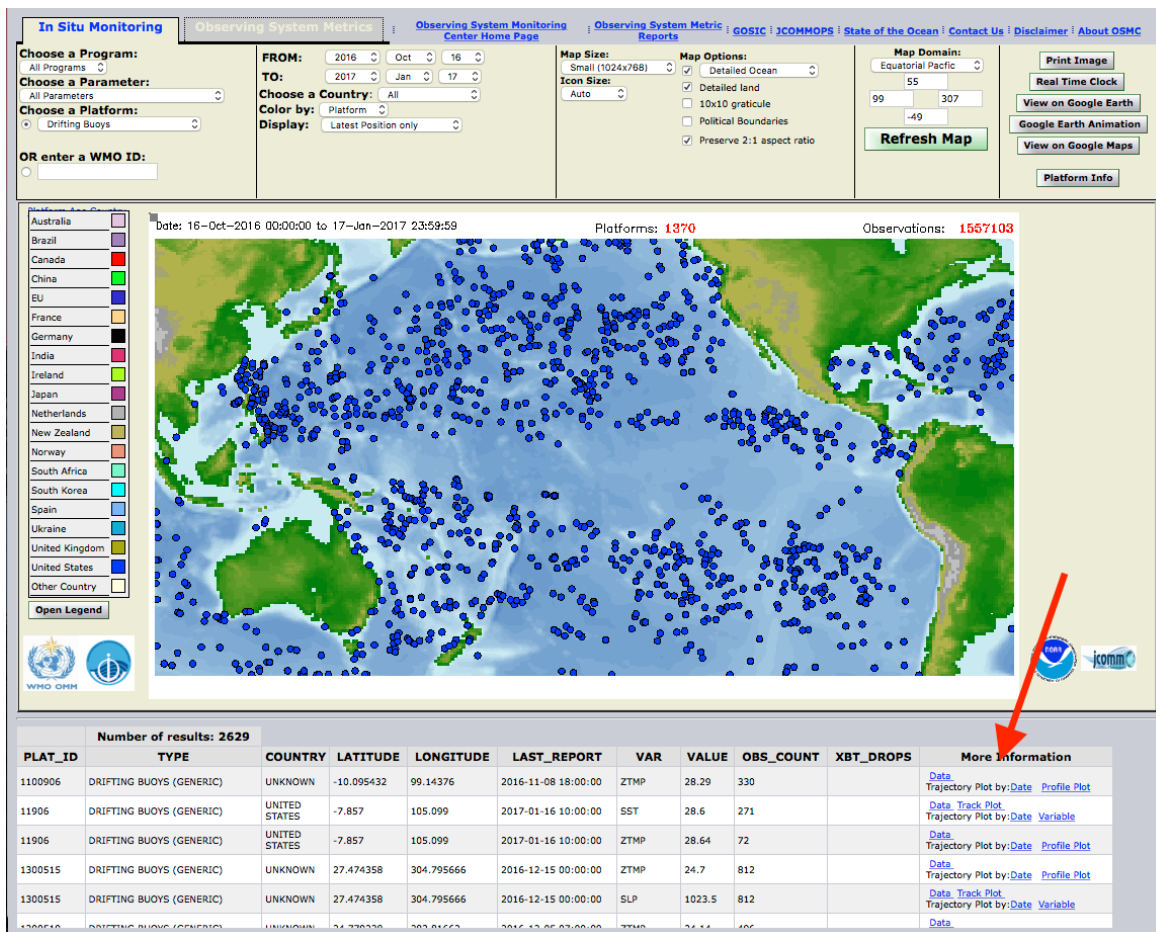 In Situ Monitoring
Observing System Metrics
Observing System Monitoring Center Home Page
Observing System Metric Reports
GOSIC
JCOMMOPS
State of the Ocean
Contact Us
Disclaimer
About OSMC
Choose a Program:
All Programs
Choose a Parameter:
All Parameters
Choose a Platform:
Drifting Buoys
OR enter a WMO ID:
FROM: 2016 Oct 16
TO: 2017 Jan 17
Choose a Country: All
Color by: Platform
Display: Latest Position only
Map Size:
Small (1024x768)
Icon Size:
Auto
Map Options:
Detailed Ocean
Detailed land
10x10 graticule
Political Boundaries
Preserve 2:1 aspect ratio
Map Domain:
Equatorial Pacfic
55
99 307
-49
Refresh Map
Print Image
Real Time Clock
View on Google Earth
Google Earth Animation
View on Google Maps
Platform Info
Australia
Brazil
Canada
China
EU
France
Germany
India
Ireland
Japan
Netherlands
New Zealand
Norway
South Africa
South Korea
Spain
Ukraine
United Kingdom
United States
Other Country
Open Legend
WMO OMM
Date: 16-Oct-2016 00:00:00 to 17-Jan-2017 23:59:59
Platforms: 1370
Observations: 1557103
jcomm
Number of results: 2629
PLAT_ID TYPE COUNTRY LATITUDE LONGITUDE LAST_REPORT VAR VALUE OBS_COUNT XBT_DROPS More Information
1100906 DRIFTING BUOYS (GENERIC) UNKNOWN -10.095432 99.14376 2016-11-08 18:00:00 ZTMP 28.29 330 Data
Trajectory Plot by:Date Profile Plot
11906 DRIFTING BUOYS (GENERIC) UNITED STATES -7.857 105.099 2017-01-16 10:00:00 SST 28.6 271 Data Track Plot
Trajectory Plot by:Date Variable
11906 DRIFTING BUOYS (GENERIC) UNITED STATES -7.857 105.099 2017-01-16 10:00:00 ZTMP 28.64 72 Data
Trajectory Plot by:Date Profile Plot
1300515 DRIFTING BUOYS (GENERIC) UNKNOWN 27.474358 304.795666 2016-12-15 00:00:00 ZTMP 24.7 812 Data
Trajectory Plot by:Date Profile Plot
1300515 DRIFTING BUOYS (GENERIC) UNKNOWN 27.474358 304.795666 2016-12-15 00:00:00 SLP 1023.5 812 Data Track Plot
Trajectory Plot by:Date Variable
Data